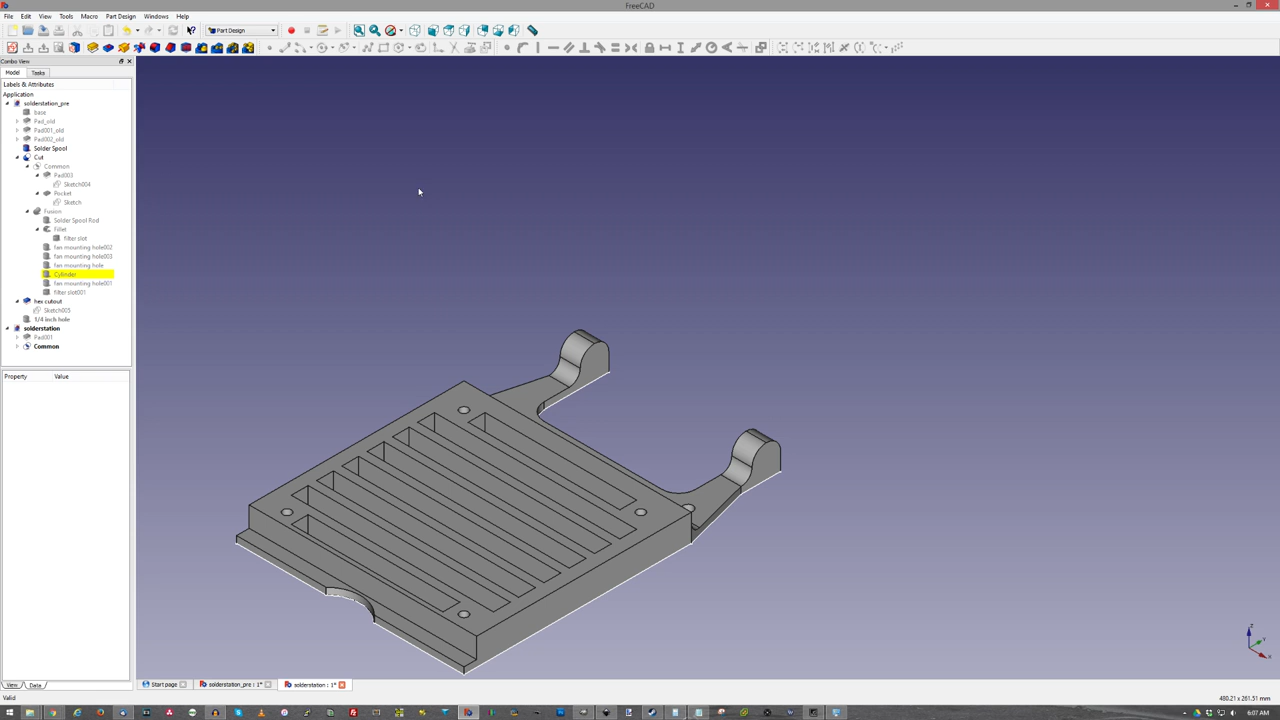 FreeCAD
File Edit View Tools Macro Part Design Windows Help
Part Design
Combo View
Model Tasks
Labels & Attributes
Application
solderstation_pre
base
Pad_old
Pad001_old
Pad002_old
Solder Spool
Cut
Common
Pad003
Sketch004
Pocket
Sketch
Fusion
Solder Spool Rod
Fillet
filter slot
fan mounting hole002
fan mounting hole003
fan mounting hole
Cylinder
fan mounting hole001
filter slot001
hex cutout
Sketch005
1/4 inch hole
solderstation
Pad001
Common
Property Value
View Data
Start page solderstation_pre : 1* solderstation : 1*
Valid
480.21 x 261.51 mm
6:07 AM
Z
Y
X